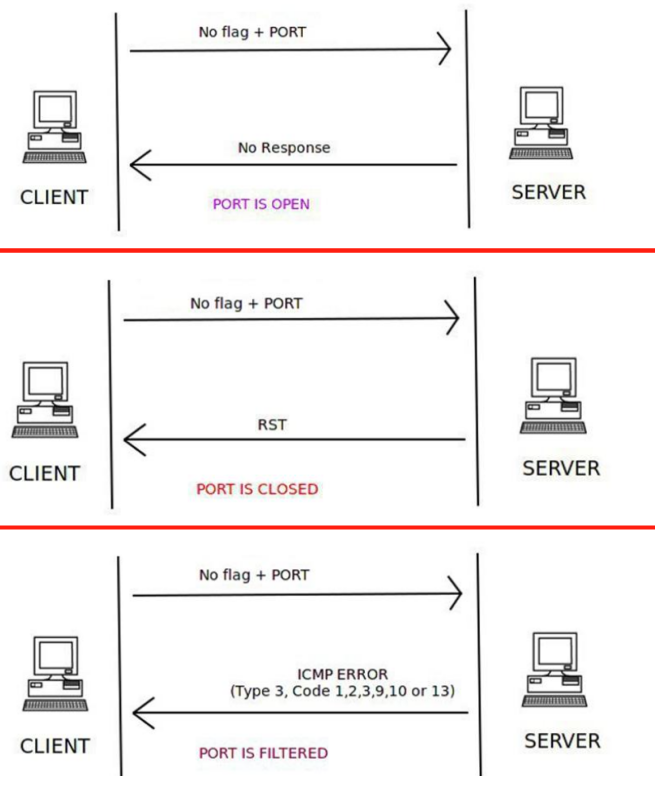 No flag + PORT
No Response
CLIENT
SERVER
PORT IS OPEN
No flag + PORT
RST
CLIENT
SERVER
PORT IS CLOSED
No flag + PORT
ICMP ERROR
(Type 3, Code 1,2,3,9,10 or 13)
CLIENT
SERVER
PORT IS FILTERED